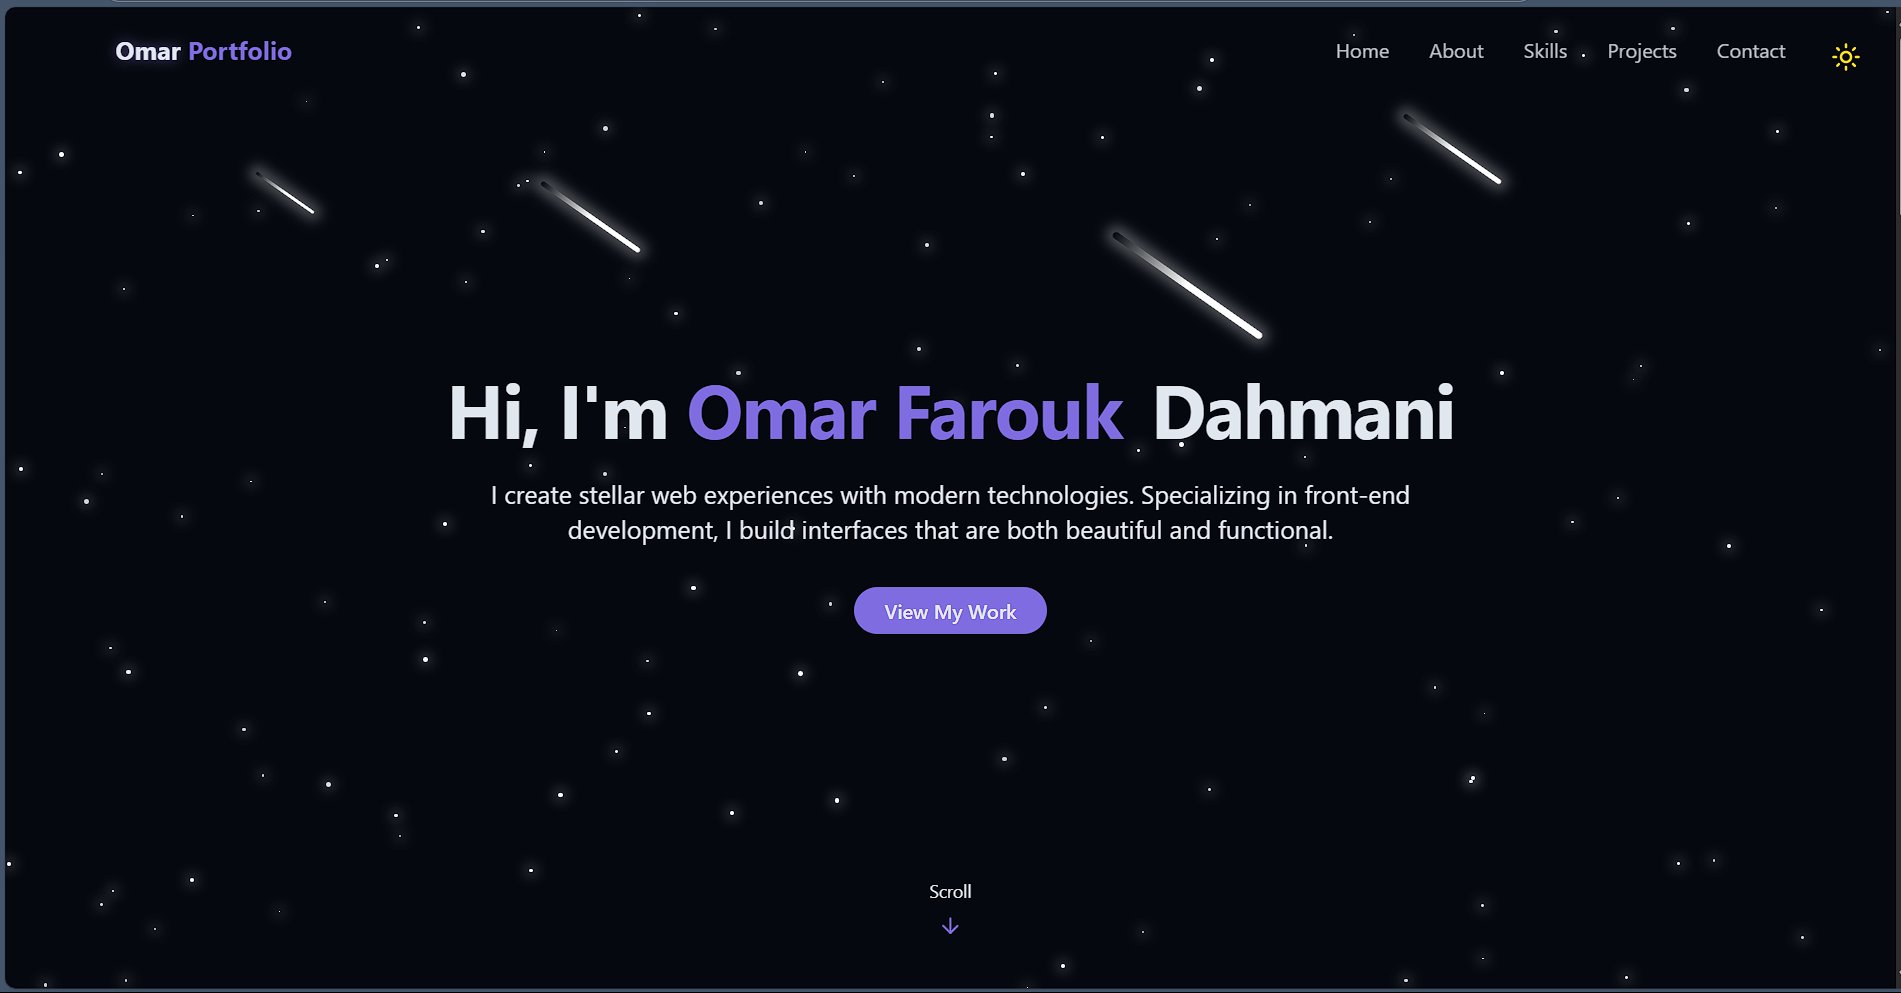 Omar Portfolio
Home About Skills Projects Contact
Hi, I'm Omar Farouk Dahmani
I create stellar web experiences with modern technologies. Specializing in front-end
development, I build interfaces that are both beautiful and functional.
View My Work
Scroll